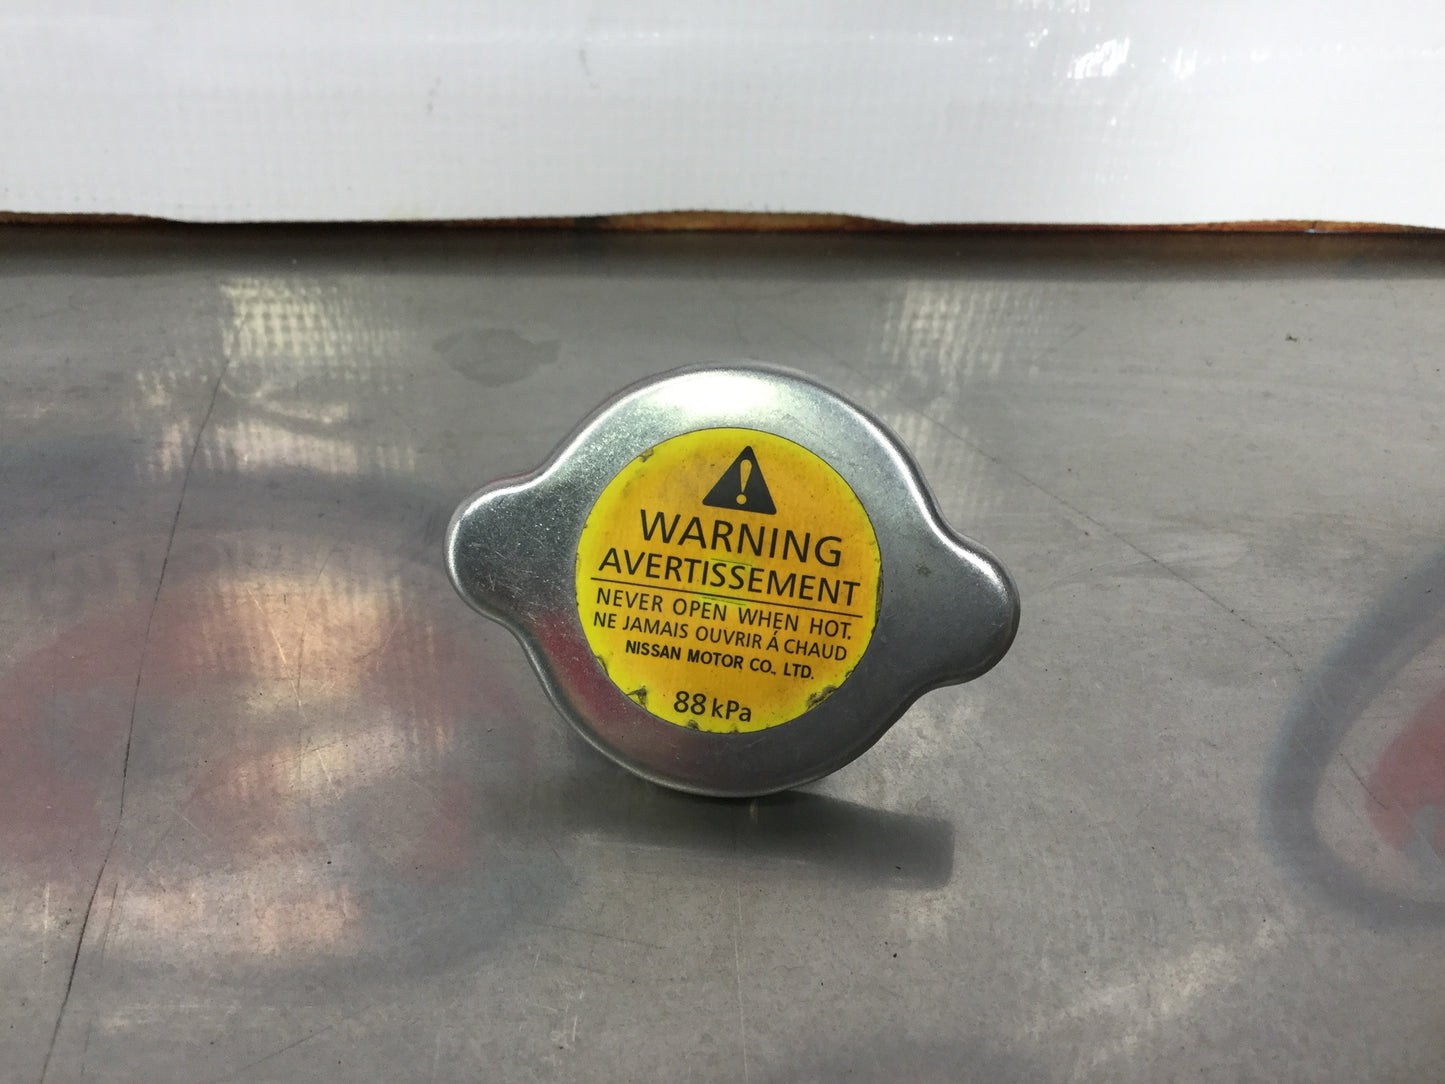 WARNING
AVERTISSEMENT
NEVER OPEN WHEN HOT.
NE JAMAIS OUVRIR Á CHAUD
NISSAN MOTOR CO., LTD.
88 kPa